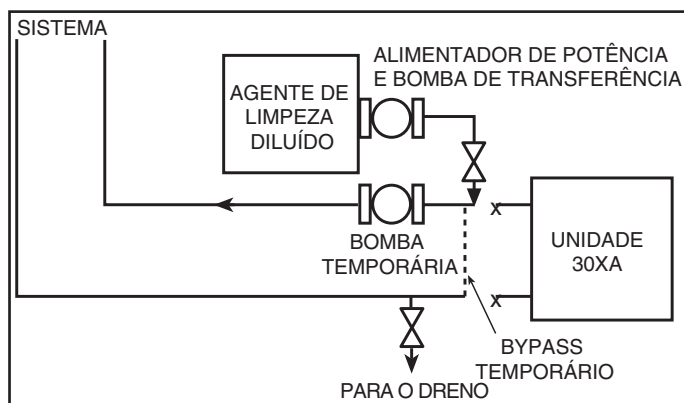 SISTEMA
ALIMENTADOR DE POTÊNCIA
E BOMBA DE TRANSFERÊNCIA
AGENTE DE
LIMPEZA
DILUÍDO
x
UNIDADE
30XA
BOMBA
TEMPORÁRIA
x
BYPASS
TEMPORÁRIO
PARA O DRENO